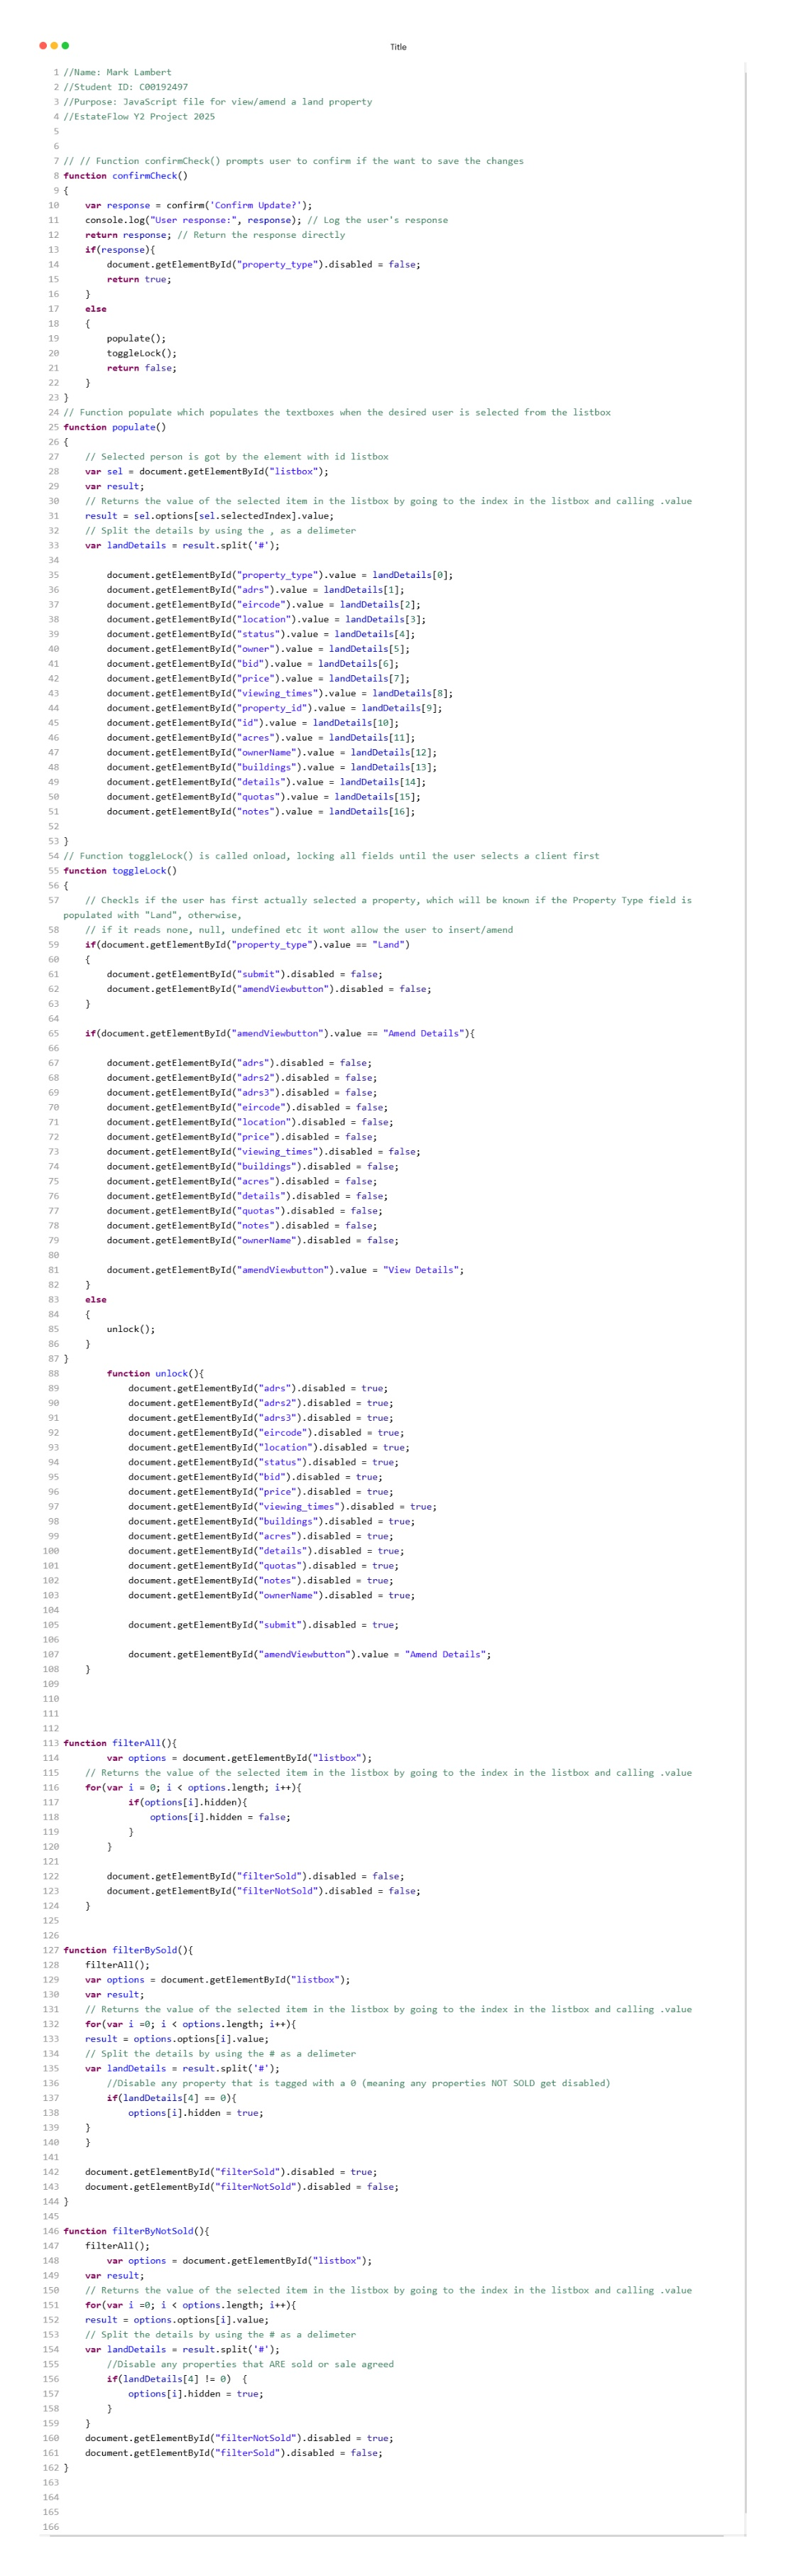 Title
1 //Name: Mark Lambert
2 //Student ID: C00192497
3 //Purpose: JavaScript file for view/amend a land property
4 //EstateFlow Y2 Project 2025
5
6
7 // // Function confirmCheck() prompts user to confirm if the want to save the changes
8 function confirmCheck()
9 {
10     var response = confirm('Confirm Update?');
11     console.log("User response:", response); // Log the user's response
12     return response; // Return the response directly
13     if(response){
14         document.getElementById("property_type").disabled = false;
15         return true;
16     }
17     else
18     {
19         populate();
20         toggleLock();
21         return false;
22     }
23 }
24 // Function populate which populates the textboxes when the desired user is selected from the listbox
25 function populate()
26 {
27     // Selected person is got by the element with id listbox
28     var sel = document.getElementById("listbox");
29     var result;
30     // Returns the value of the selected item in the listbox by going to the index in the listbox and calling .value
31     result = sel.options[sel.selectedIndex].value;
32     // Split the details by using the , as a delimeter
33     var landDetails = result.split('#');
34
35         document.getElementById("property_type").value = landDetails[0];
36         document.getElementById("adrs").value = landDetails[1];
37         document.getElementById("eircode").value = landDetails[2];
38         document.getElementById("location").value = landDetails[3];
39         document.getElementById("status").value = landDetails[4];
40         document.getElementById("owner").value = landDetails[5];
41         document.getElementById("bid").value = landDetails[6];
42         document.getElementById("price").value = landDetails[7];
43         document.getElementById("viewing_times").value = landDetails[8];
44         document.getElementById("property_id").value = landDetails[9];
45         document.getElementById("id").value = landDetails[10];
46         document.getElementById("acres").value = landDetails[11];
47         document.getElementById("ownerName").value = landDetails[12];
48         document.getElementById("buildings").value = landDetails[13];
49         document.getElementById("details").value = landDetails[14];
50         document.getElementById("quotas").value = landDetails[15];
51         document.getElementById("notes").value = landDetails[16];
52
53 }
54 // Function toggleLock() is called onload, locking all fields until the user selects a client first
55 function toggleLock()
56 {
57     // Checkls if the user has first actually selected a property, which will be known if the Property Type field is
populated with "Land", otherwise,
58     // if it reads none, null, undefined etc it wont allow the user to insert/amend
59     if(document.getElementById("property_type").value == "Land")
60     {
61         document.getElementById("submit").disabled = false;
62         document.getElementById("amendViewbutton").disabled = false;
63     }
64
65     if(document.getElementById("amendViewbutton").value == "Amend Details"){
66
67         document.getElementById("adrs").disabled = false;
68         document.getElementById("adrs2").disabled = false;
69         document.getElementById("adrs3").disabled = false;
70         document.getElementById("eircode").disabled = false;
71         document.getElementById("location").disabled = false;
72         document.getElementById("price").disabled = false;
73         document.getElementById("viewing_times").disabled = false;
74         document.getElementById("buildings").disabled = false;
75         document.getElementById("acres").disabled = false;
76         document.getElementById("details").disabled = false;
77         document.getElementById("quotas").disabled = false;
78         document.getElementById("notes").disabled = false;
79         document.getElementById("ownerName").disabled = false;
80
81         document.getElementById("amendViewbutton").value = "View Details";
82     }
83     else
84     {
85         unlock();
86     }
87 }
88         function unlock(){
89             document.getElementById("adrs").disabled = true;
90             document.getElementById("adrs2").disabled = true;
91             document.getElementById("adrs3").disabled = true;
92             document.getElementById("eircode").disabled = true;
93             document.getElementById("location").disabled = true;
94             document.getElementById("status").disabled = true;
95             document.getElementById("bid").disabled = true;
96             document.getElementById("price").disabled = true;
97             document.getElementById("viewing_times").disabled = true;
98             document.getElementById("buildings").disabled = true;
99             document.getElementById("acres").disabled = true;
100             document.getElementById("details").disabled = true;
101             document.getElementById("quotas").disabled = true;
102             document.getElementById("notes").disabled = true;
103             document.getElementById("ownerName").disabled = true;
104
105             document.getElementById("submit").disabled = true;
106
107             document.getElementById("amendViewbutton").value = "Amend Details";
108     }
109
110
111
112
113 function filterAll(){
114         var options = document.getElementById("listbox");
115     // Returns the value of the selected item in the listbox by going to the index in the listbox and calling .value
116     for(var i = 0; i < options.length; i++){
117             if(options[i].hidden){
118                 options[i].hidden = false;
119             }
120         }
121
122         document.getElementById("filterSold").disabled = false;
123         document.getElementById("filterNotSold").disabled = false;
124     }
125
126
127 function filterBySold(){
128     filterAll();
129     var options = document.getElementById("listbox");
130     var result;
131     // Returns the value of the selected item in the listbox by going to the index in the listbox and calling .value
132     for(var i =0; i < options.length; i++){
133     result = options.options[i].value;
134     // Split the details by using the # as a delimeter
135     var landDetails = result.split('#');
136         //Disable any property that is tagged with a 0 (meaning any properties NOT SOLD get disabled)
137         if(landDetails[4] == 0){
138             options[i].hidden = true;
139     }
140     }
141
142     document.getElementById("filterSold").disabled = true;
143     document.getElementById("filterNotSold").disabled = false;
144 }
145
146 function filterByNotSold(){
147     filterAll();
148         var options = document.getElementById("listbox");
149     var result;
150     // Returns the value of the selected item in the listbox by going to the index in the listbox and calling .value
151     for(var i =0; i < options.length; i++){
152     result = options.options[i].value;
153     // Split the details by using the # as a delimeter
154     var landDetails = result.split('#');
155         //Disable any properties that ARE sold or sale agreed
156         if(landDetails[4] != 0)  {
157             options[i].hidden = true;
158         }
159     }
160     document.getElementById("filterNotSold").disabled = true;
161     document.getElementById("filterSold").disabled = false;
162 }
163
164
165
166